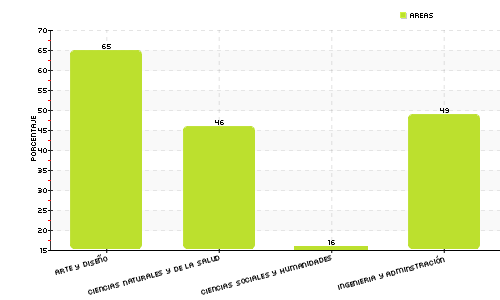 AREAS
70
65
60
55
50
45
40
35
30
25
20
15
PORCENTAJE
65
46
16
49
ARTE Y DISEÑO
CIENCIAS NATURALES Y DE LA SALUD
CIENCIAS SOCIALES Y HUMANIDADES
INGENIERIA Y ADMINSTRACIÓN